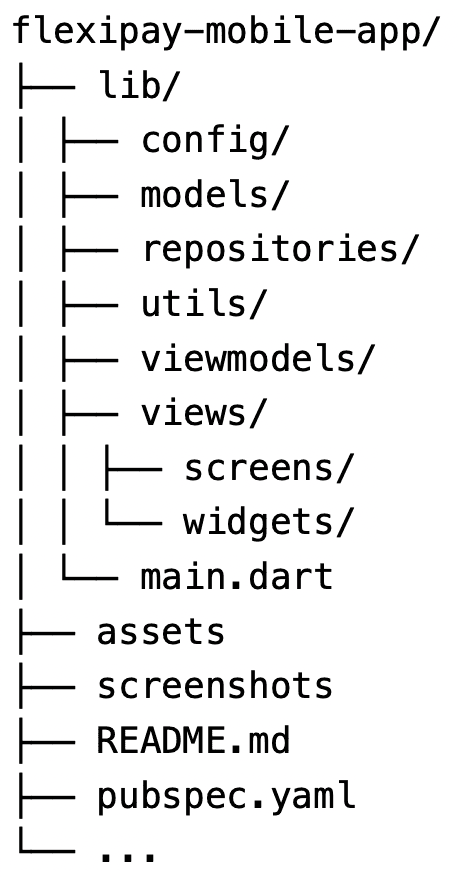 flexipay-mobile-app/
├── lib/
│ ├── config/
│ ├── models/
│ ├── repositories/
│ ├── utils/
│ ├── viewmodels/
│ ├── views/
│ │ ├── screens/
│ │ └── widgets/
│ └── main.dart
├── assets
├── screenshots
├── README.md
├── pubspec.yaml
└── ...